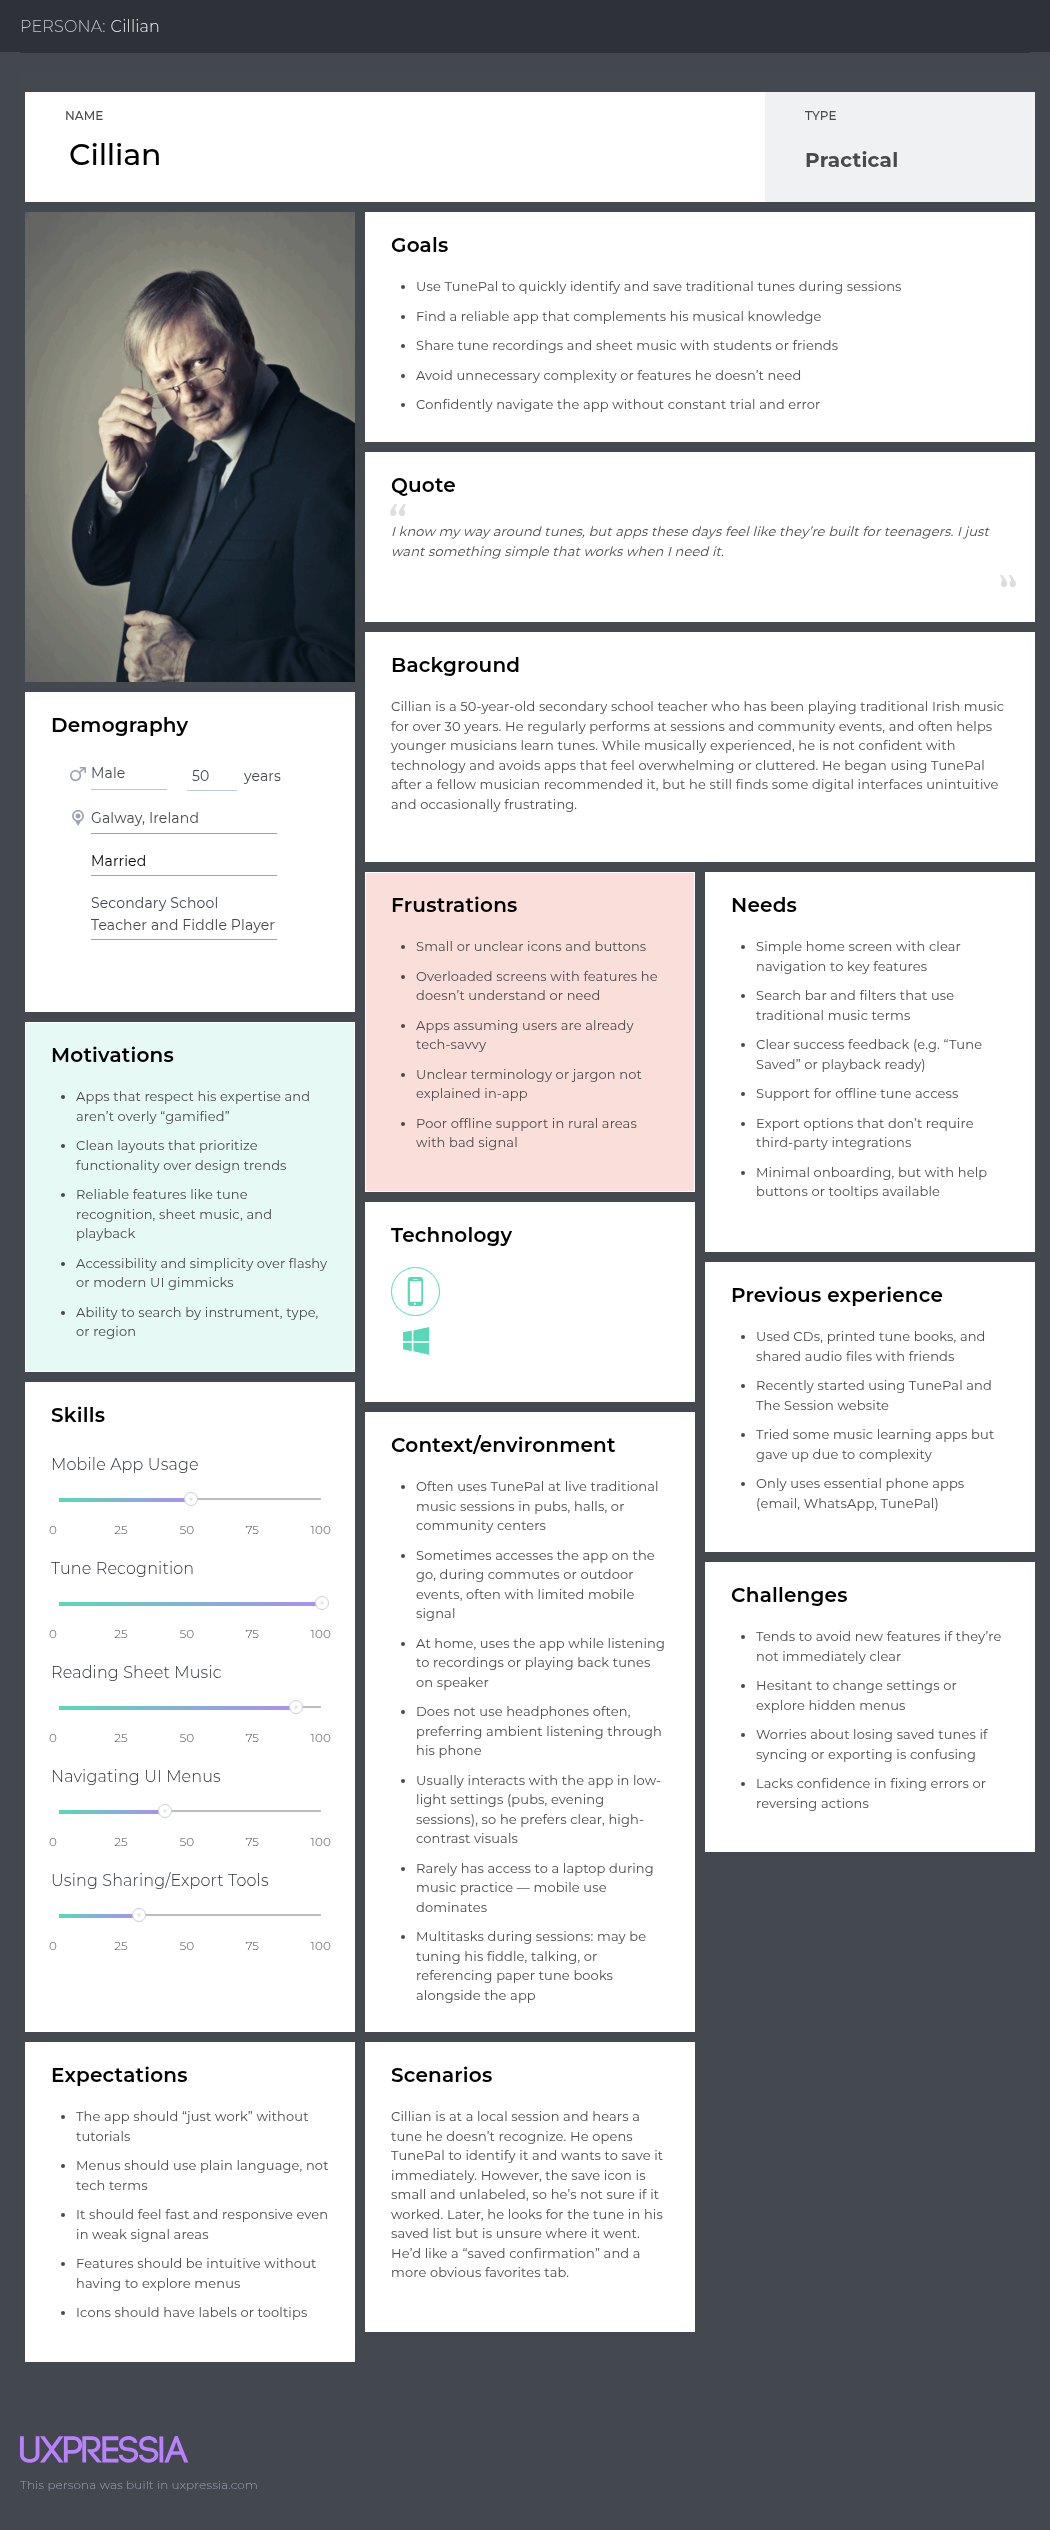 PERSONA: Cillian
NAME
Cillian
TYPE
Practical
Goals
• Use TunePal to quickly identify and save traditional tunes during sessions
• Find a reliable app that complements his musical knowledge
• Share tune recordings and sheet music with students or friends
• Avoid unnecessary complexity or features he doesn’t need
• Confidently navigate the app without constant trial and error
Quote
“
I know my way around tunes, but apps these days feel like they’re built for teenagers. I just
want something simple that works when I need it.
”
Background
Cillian is a 50-year-old secondary school teacher who has been playing traditional Irish music
for over 30 years. He regularly performs at sessions and community events, and often helps
younger musicians learn tunes. While musically experienced, he is not confident with
technology and avoids apps that feel overwhelming or cluttered. He began using TunePal
after a fellow musician recommended it, but he still finds some digital interfaces unintuitive
and occasionally frustrating.
Demography
Male 50 years
Galway, Ireland
Married
Secondary School
Teacher and Fiddle Player
Motivations
• Apps that respect his expertise and
aren’t overly “gamified”
• Clean layouts that prioritize
functionality over design trends
• Reliable features like tune
recognition, sheet music, and
playback
• Accessibility and simplicity over flashy
or modern UI gimmicks
• Ability to search by instrument, type,
or region
Skills
Mobile App Usage
0 25 50 75 100
Tune Recognition
0 25 50 75 100
Reading Sheet Music
0 25 50 75 100
Navigating UI Menus
0 25 50 75 100
Using Sharing/Export Tools
0 25 50 75 100
Expectations
• The app should “just work” without
tutorials
• Menus should use plain language, not
tech terms
• It should feel fast and responsive even
in weak signal areas
• Features should be intuitive without
having to explore menus
• Icons should have labels or tooltips
Frustrations
• Small or unclear icons and buttons
• Overloaded screens with features he
doesn’t understand or need
• Apps assuming users are already
tech-savvy
• Unclear terminology or jargon not
explained in-app
• Poor offline support in rural areas
with bad signal
Technology
Context/environment
• Often uses TunePal at live traditional
music sessions in pubs, halls, or
community centers
• Sometimes accesses the app on the
go, during commutes or outdoor
events, often with limited mobile
signal
• At home, uses the app while listening
to recordings or playing back tunes
on speaker
• Does not use headphones often,
preferring ambient listening through
his phone
• Usually interacts with the app in low-
light settings (pubs, evening
sessions), so he prefers clear, high-
contrast visuals
• Rarely has access to a laptop during
music practice — mobile use
dominates
• Multitasks during sessions: may be
tuning his fiddle, talking, or
referencing paper tune books
alongside the app
Scenarios
Cillian is at a local session and hears a
tune he doesn’t recognize. He opens
TunePal to identify it and wants to save it
immediately. However, the save icon is
small and unlabeled, so he’s not sure if it
worked. Later, he looks for the tune in his
saved list but is unsure where it went.
He’d like a “saved confirmation” and a
more obvious favorites tab.
Needs
• Simple home screen with clear
navigation to key features
• Search bar and filters that use
traditional music terms
• Clear success feedback (e.g. “Tune
Saved” or playback ready)
• Support for offline tune access
• Export options that don’t require
third-party integrations
• Minimal onboarding, but with help
buttons or tooltips available
Previous experience
• Used CDs, printed tune books, and
shared audio files with friends
• Recently started using TunePal and
The Session website
• Tried some music learning apps but
gave up due to complexity
• Only uses essential phone apps
(email, WhatsApp, TunePal)
Challenges
• Tends to avoid new features if they’re
not immediately clear
• Hesitant to change settings or
explore hidden menus
• Worries about losing saved tunes if
syncing or exporting is confusing
• Lacks confidence in fixing errors or
reversing actions
UXPRESSIA
This persona was built in uxpressia.com